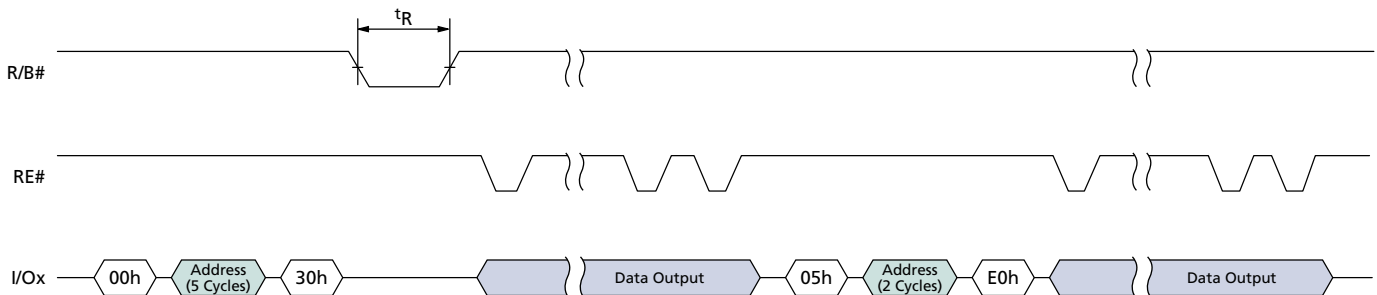 tR
R/B#
RE#
I/Ox
00h
Address
(5 Cycles)
30h
Data Output
05h
Address
(2 Cycles)
E0h
Data Output